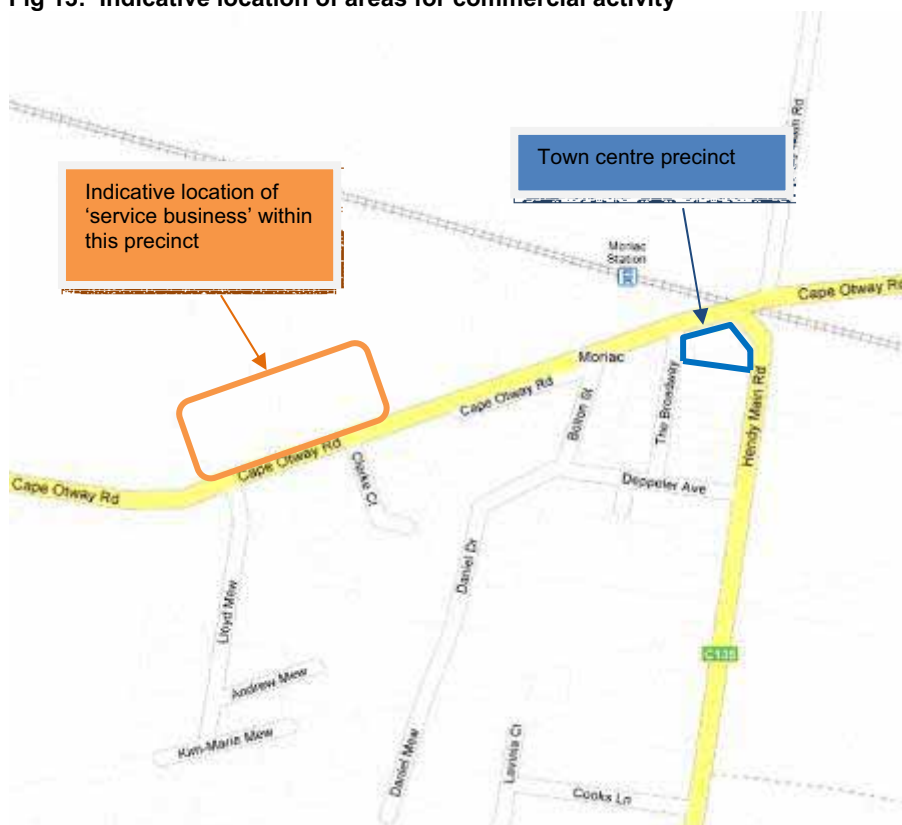 Indicative location of areas for commercial activity
Town centre precinct
Indicative location of
‘service business’ within
this precinct
Moriac
Station
Cape Otway Rd
Moriac
Cape Otway Rd
Bolton St
The Broadway
Hendy Main Rd
Cape Otway Rd
Clarke Ct
Cape Otway Rd
Deppeler Ave
Daniel Dr
Lloyd Mew
C135
Andrew Mew
Kim-Marie Mew
Daniel Mew
Lavinia Ct
Cooks Ln